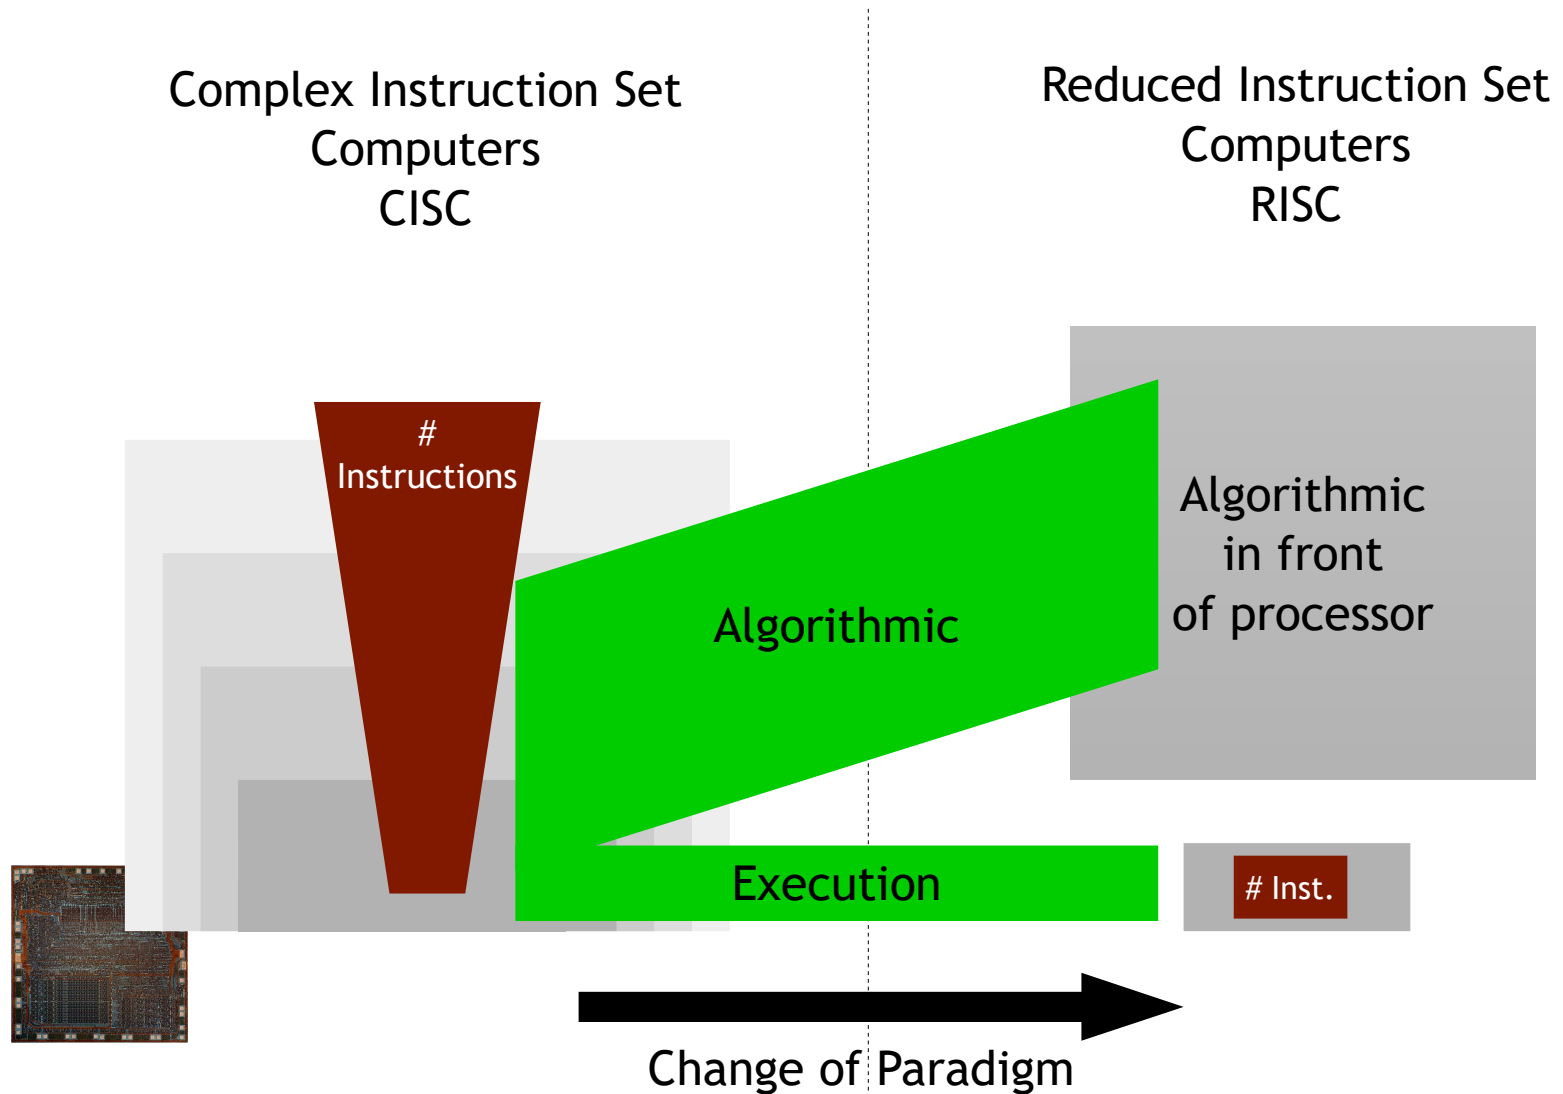 Complex Instruction Set
Computers
CISC
Reduced Instruction Set
Computers
RISC
#
Instructions
Algorithmic
Algorithmic
in front
of processor
Execution
# Inst.
Change of Paradigm